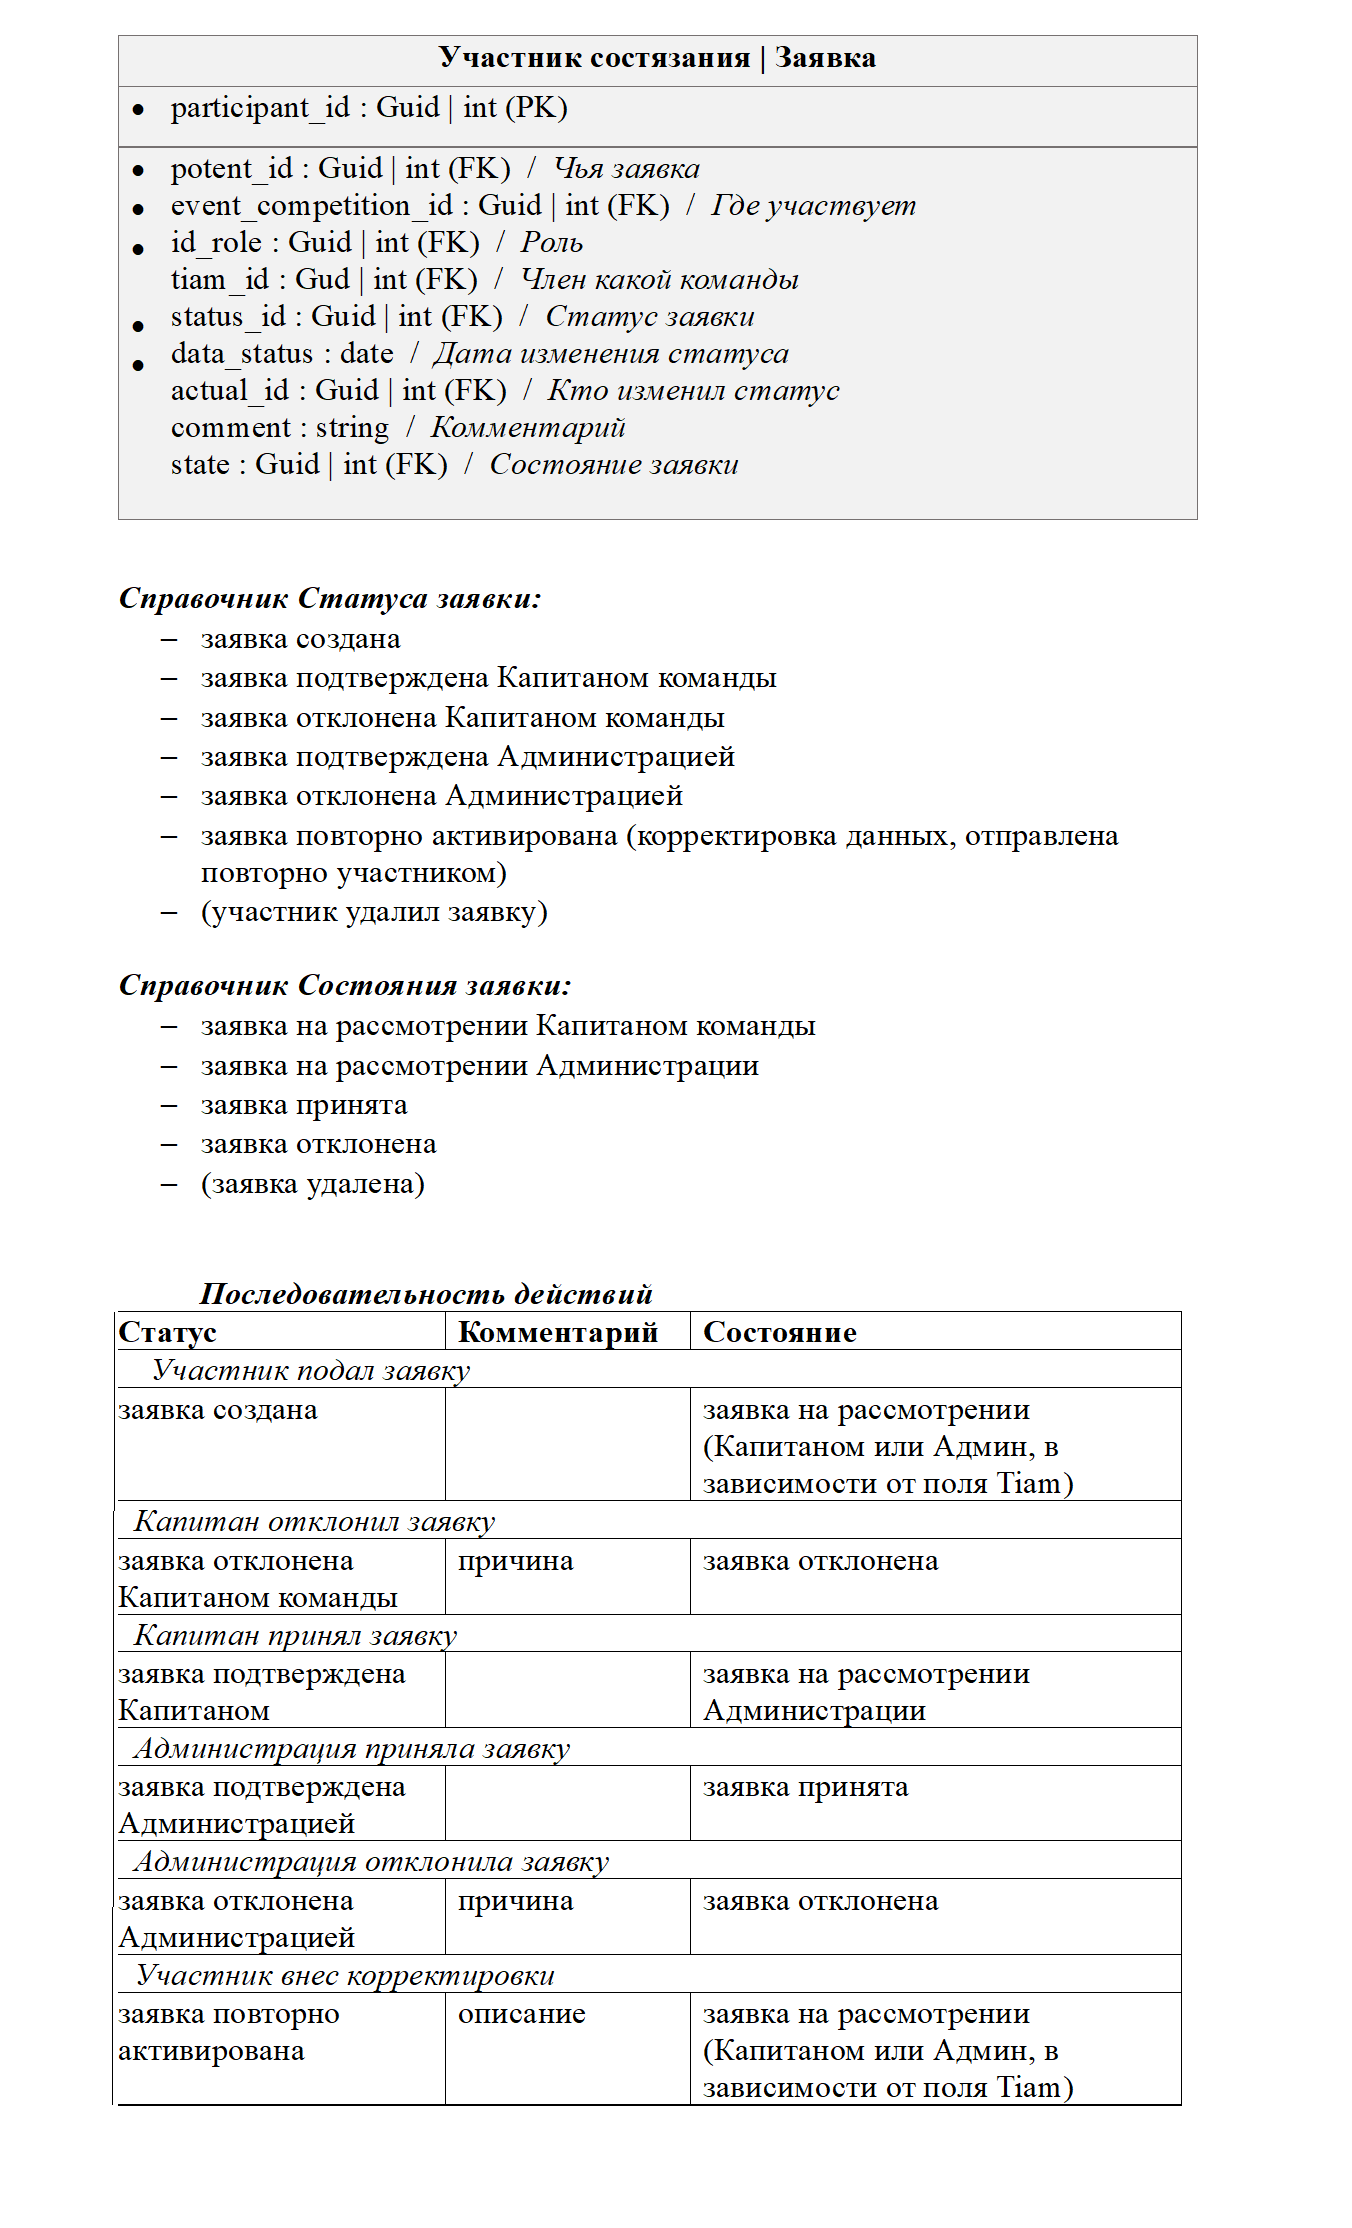 Участник состязания | Заявка
● participant_id : Guid | int (PK)
● potent_id : Guid | int (FK) / Чья заявка
● event_competition_id : Guid | int (FK) / Где участвует
● id_role : Guid | int (FK) / Роль
tiam_id : Gud | int (FK) / Член какой команды
● status_id : Guid | int (FK) / Статус заявки
● data_status : date / Дата изменения статуса
actual_id : Guid | int (FK) / Кто изменил статус
comment : string / Комментарий
state : Guid | int (FK) / Состояние заявки
Справочник Статуса заявки:
– заявка создана
– заявка подтверждена Капитаном команды
– заявка отклонена Капитаном команды
– заявка подтверждена Администрацией
– заявка отклонена Администрацией
– заявка повторно активирована (корректировка данных, отправлена
повторно участником)
– (участник удалил заявку)
Справочник Состояния заявки:
– заявка на рассмотрении Капитаном команды
– заявка на рассмотрении Администрации
– заявка принята
– заявка отклонена
– (заявка удалена)
Последовательность действий
Статус Комментарий Состояние
Участник подал заявку
заявка создана заявка на рассмотрении
(Капитаном или Админ, в
зависимости от поля Tiam)
Капитан отклонил заявку
заявка отклонена причина заявка отклонена
Капитаном команды
Капитан принял заявку
заявка подтверждена заявка на рассмотрении
Капитаном Администрации
Администрация приняла заявку
заявка подтверждена заявка принята
Администрацией
Администрация отклонила заявку
заявка отклонена причина заявка отклонена
Администрацией
Участник внес корректировки
заявка повторно описание заявка на рассмотрении
активирована (Капитаном или Админ, в
зависимости от поля Tiam)